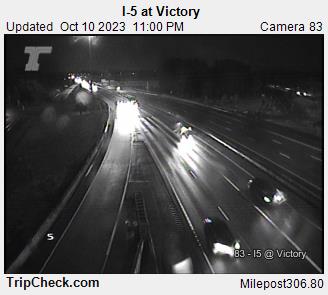 I-5 at Victory
Updated Oct 10 2023 11:00 PM Camera 83
T
S
83 - I5 @ Victory
TripCheck.com Milepost306.80